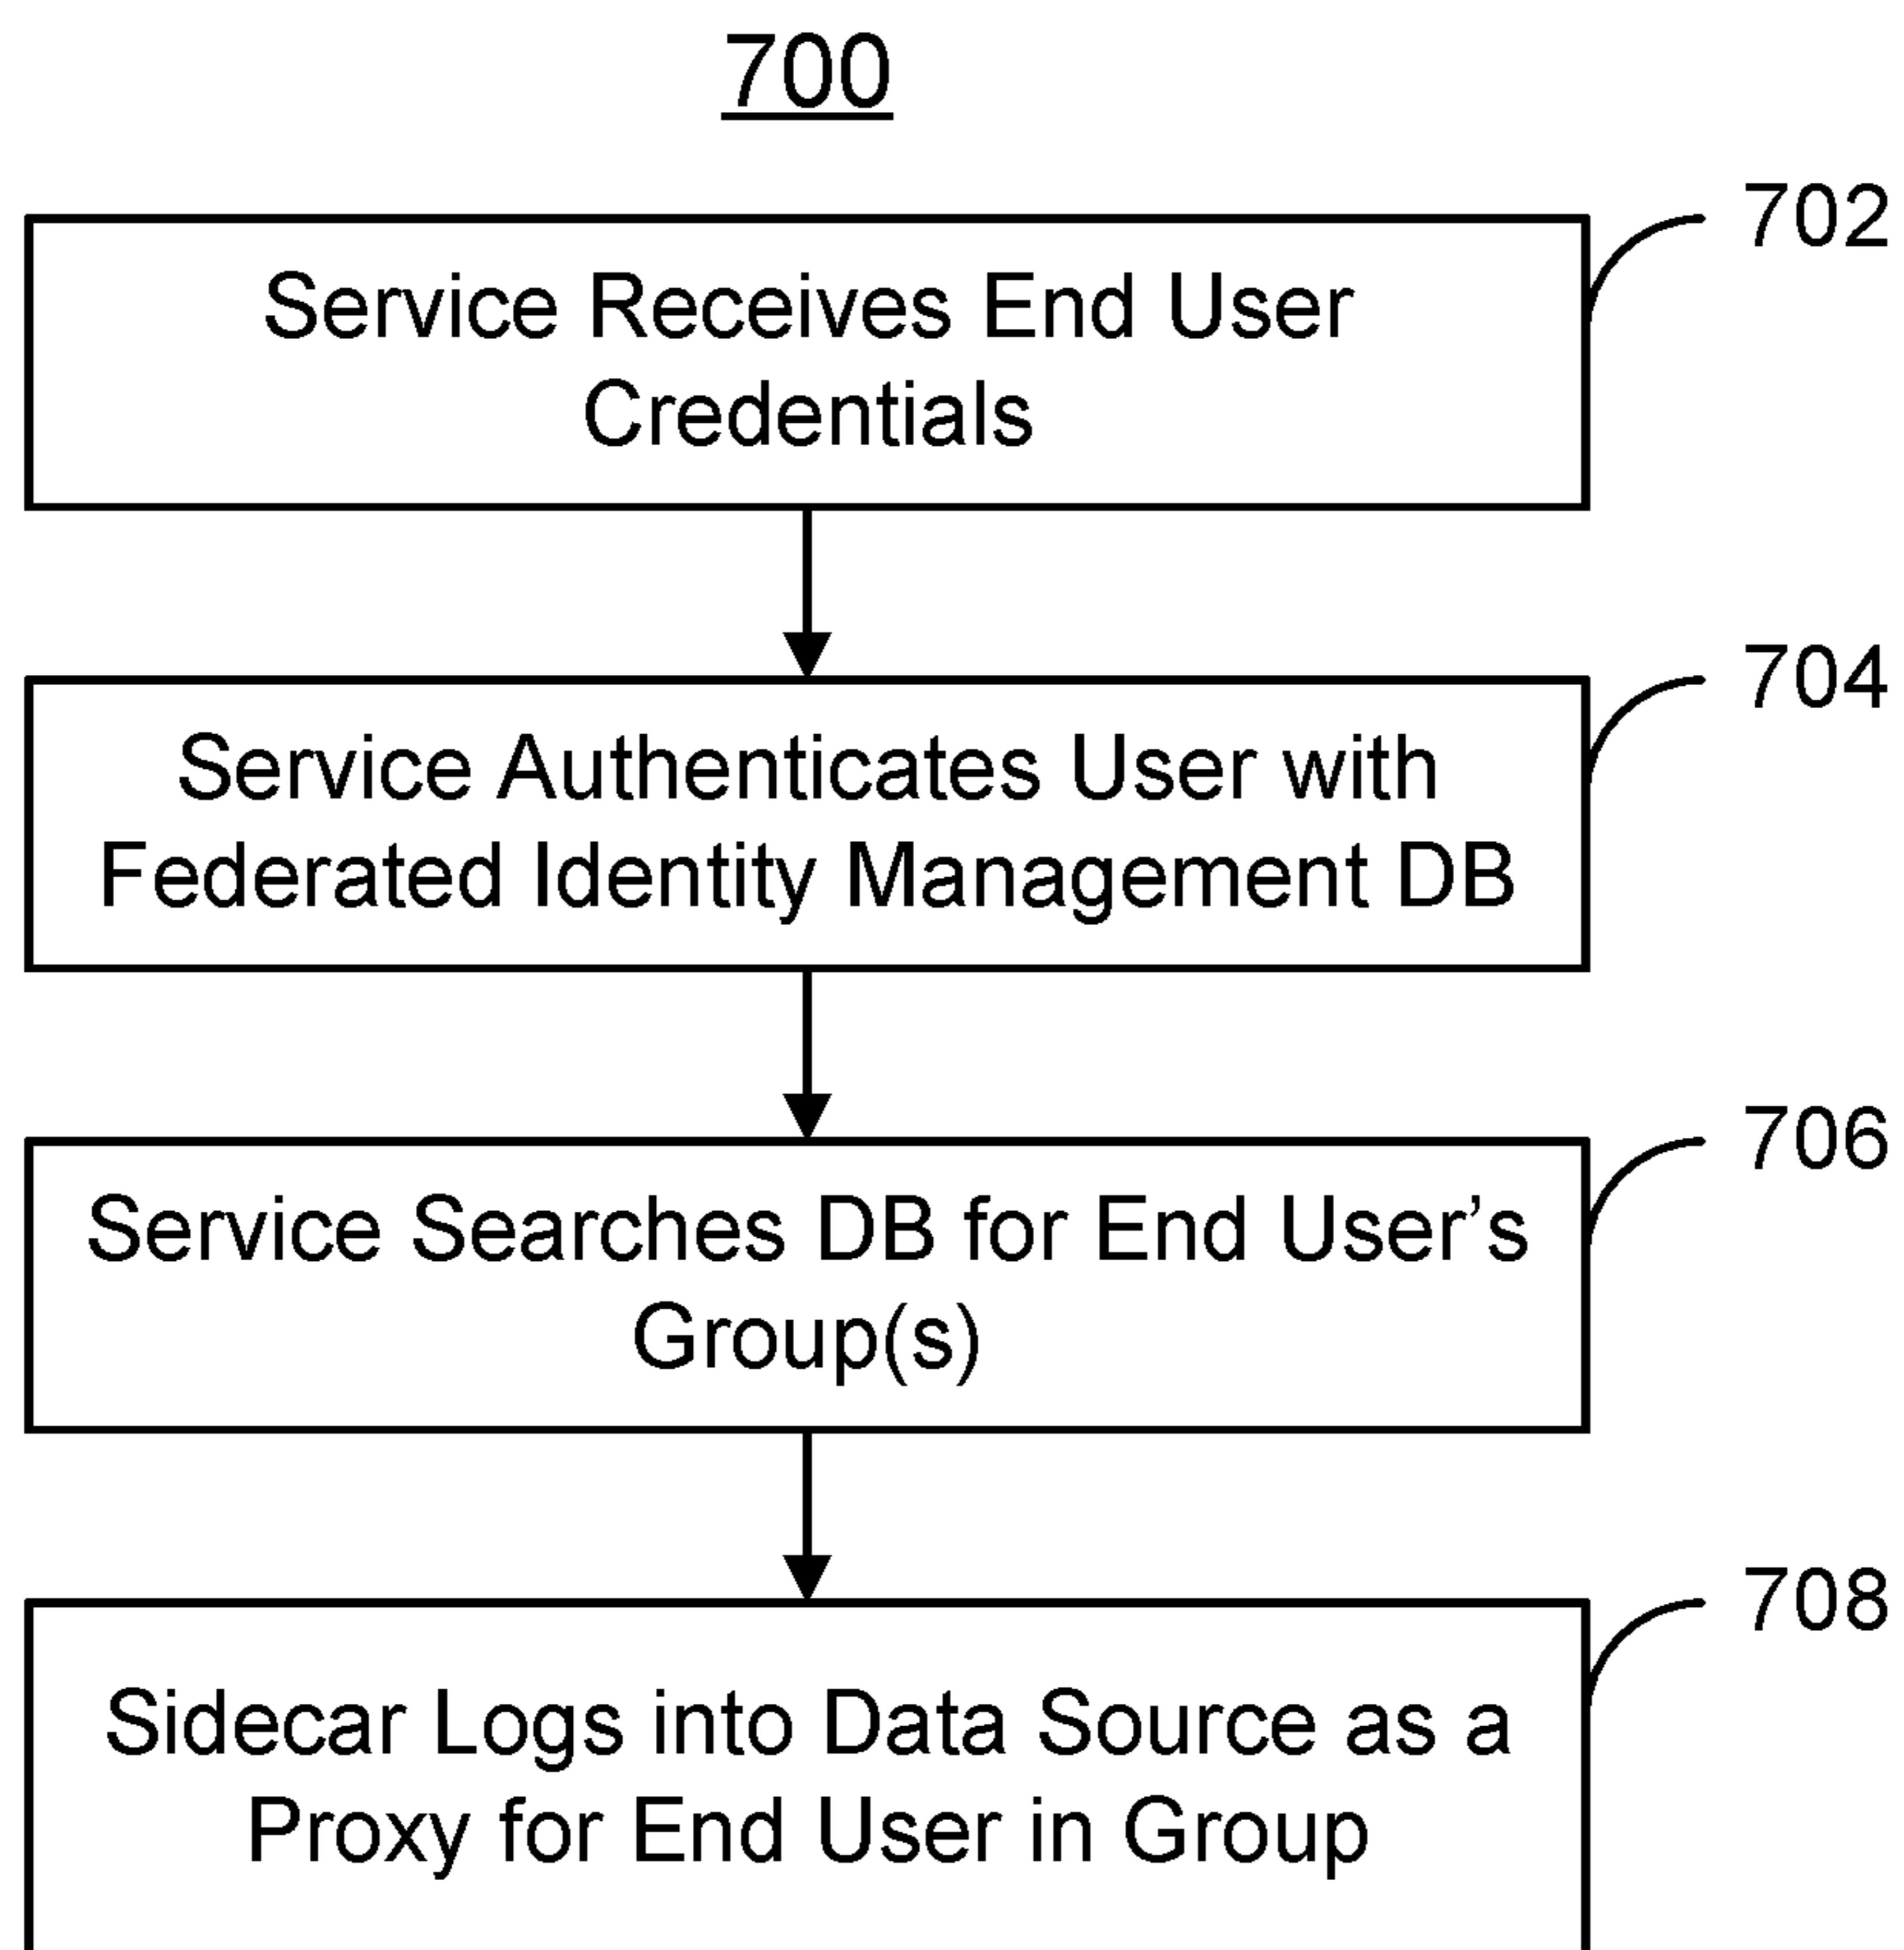 700
702
Service Receives End User
Credentials
704
Service Authenticates User with
Federated Identity Management DB
706
Service Searches DB for End User’s
Group(s)
708
Sidecar Logs into Data Source as a
Proxy for End User in Group